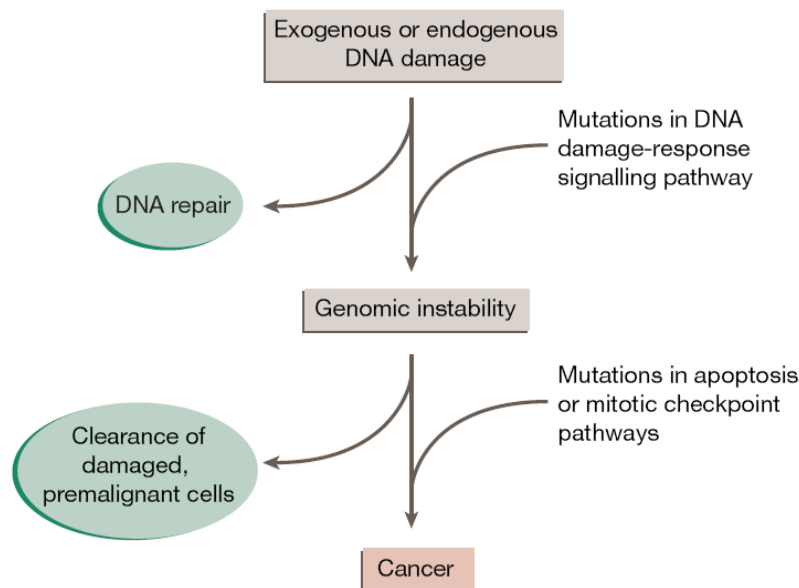 Exogenous or endogenous
DNA damage
Mutations in DNA
damage-response
signalling pathway
DNA repair
Genomic instability
Mutations in apoptosis
or mitotic checkpoint
pathways
Clearance of
damaged,
premalignant cells
Cancer